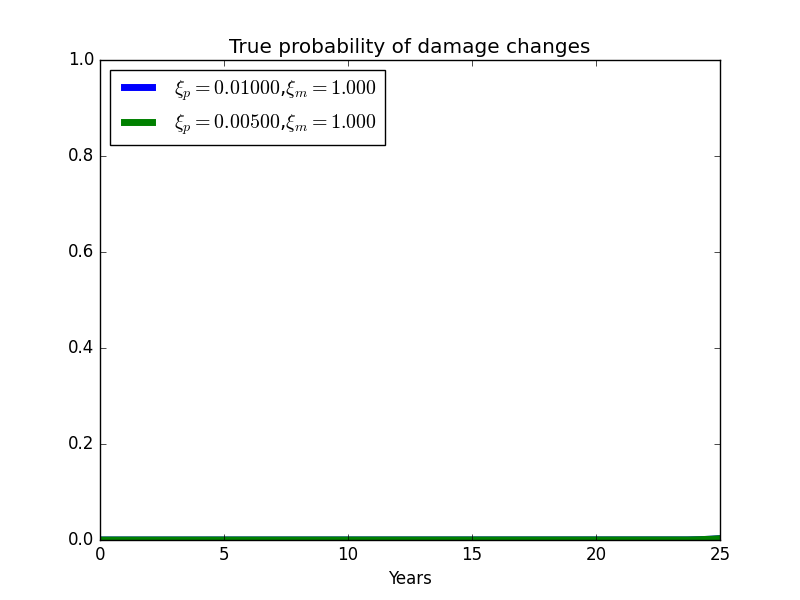 True probability of damage changes
1.0
ξp = 0.01000,ξm = 1.000
ξp = 0.00500,ξm = 1.000
0.8
0.6
0.4
0.2
0.0
0 5 10 15 20 25
Years